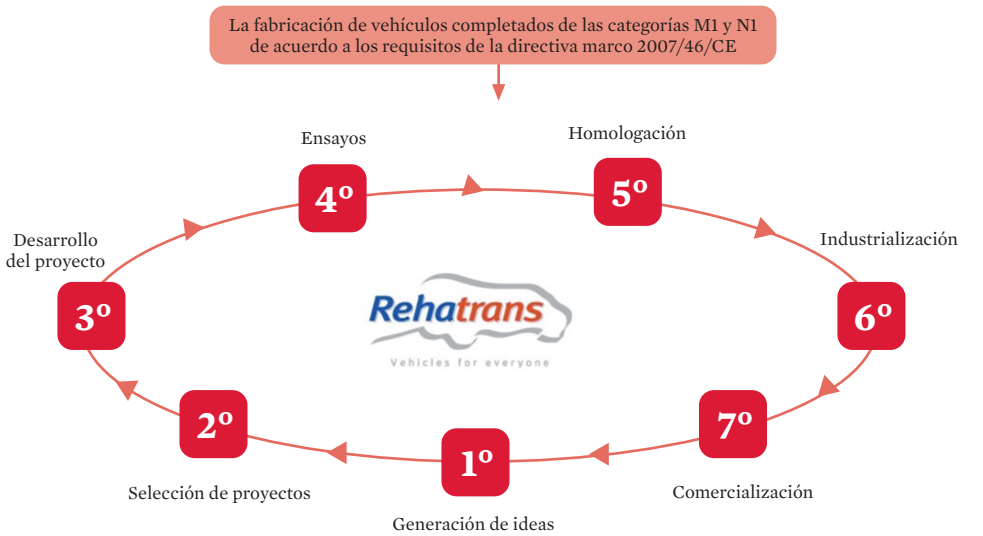 La fabricación de vehículos completados de las categorías M1 y N1
de acuerdo a los requisitos de la directiva marco 2007/46/CE
Ensayos
Homologación
4º
5º
Desarrollo
del proyecto
Industrialización
3º
Rehatrans
Vehicles for everyone
6º
2º
7º
1º
Selección de proyectos
Comercialización
Generación de ideas